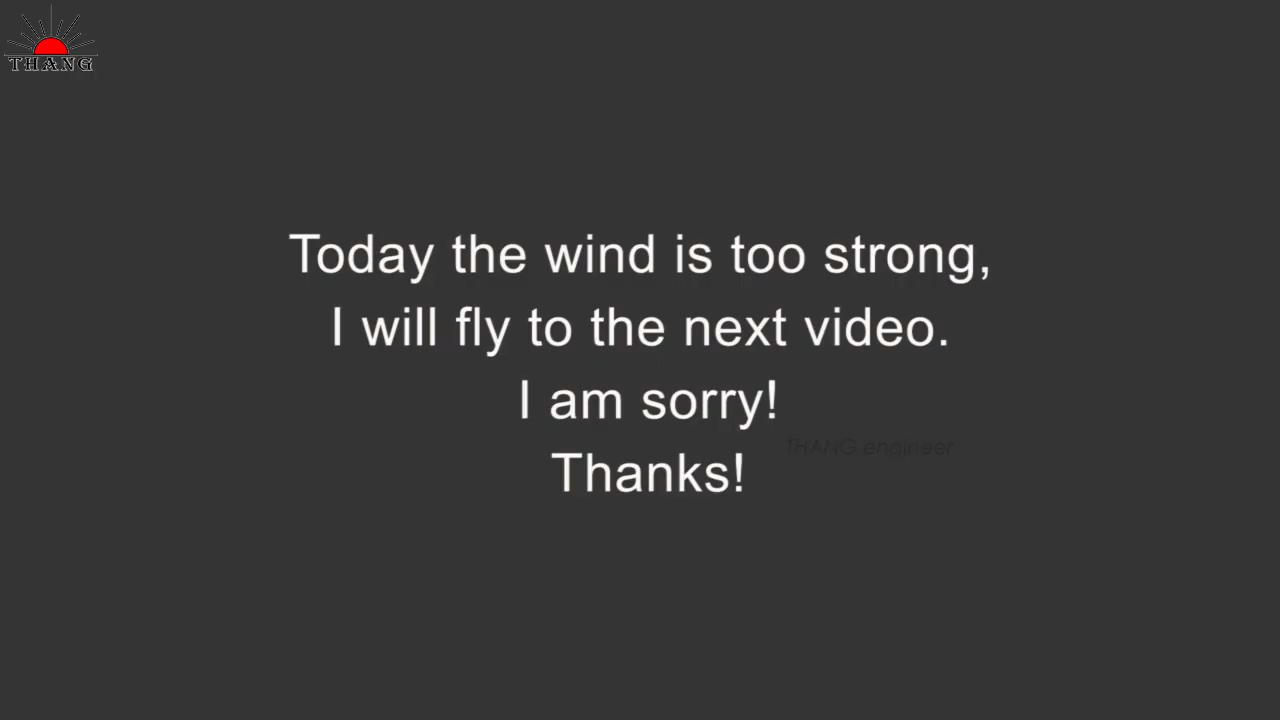 THANG
Today the wind is too strong,
I will fly to the next video.
I am sorry!
THANG engineer
Thanks!